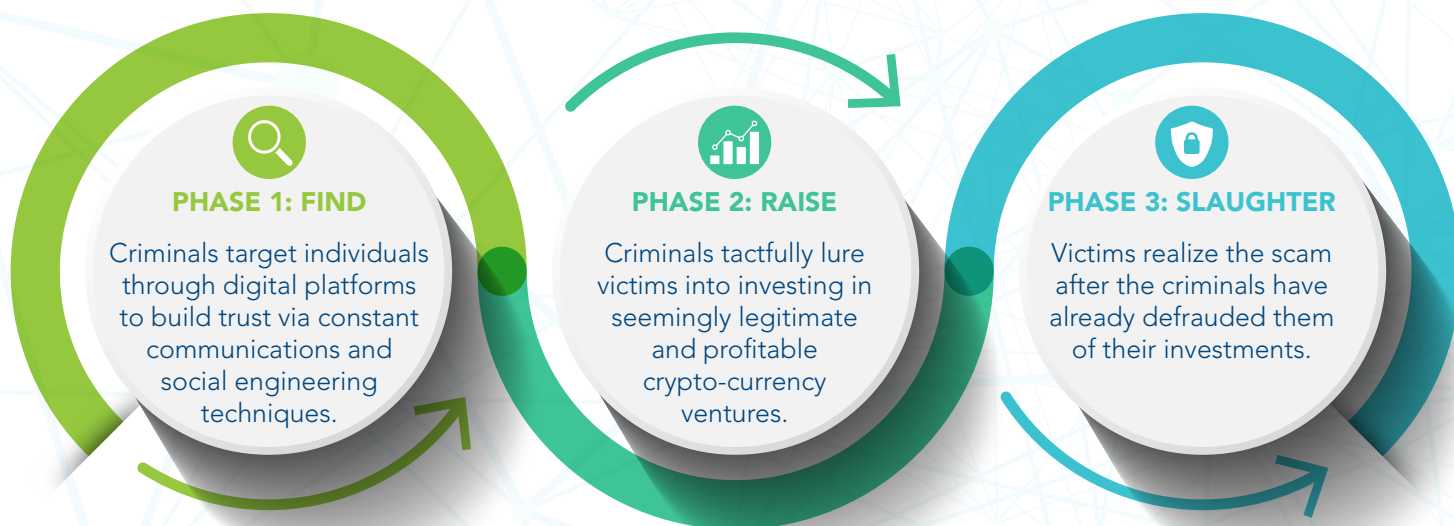 PHASE 1: FIND
Criminals target individuals
through digital platforms
to build trust via constant
communications and
social engineering
techniques.
PHASE 2: RAISE
Criminals tactfully lure
victims into investing in
seemingly legitimate
and profitable
crypto-currency
ventures.
PHASE 3: SLAUGHTER
Victims realize the scam
after the criminals have
already defrauded them
of their investments.